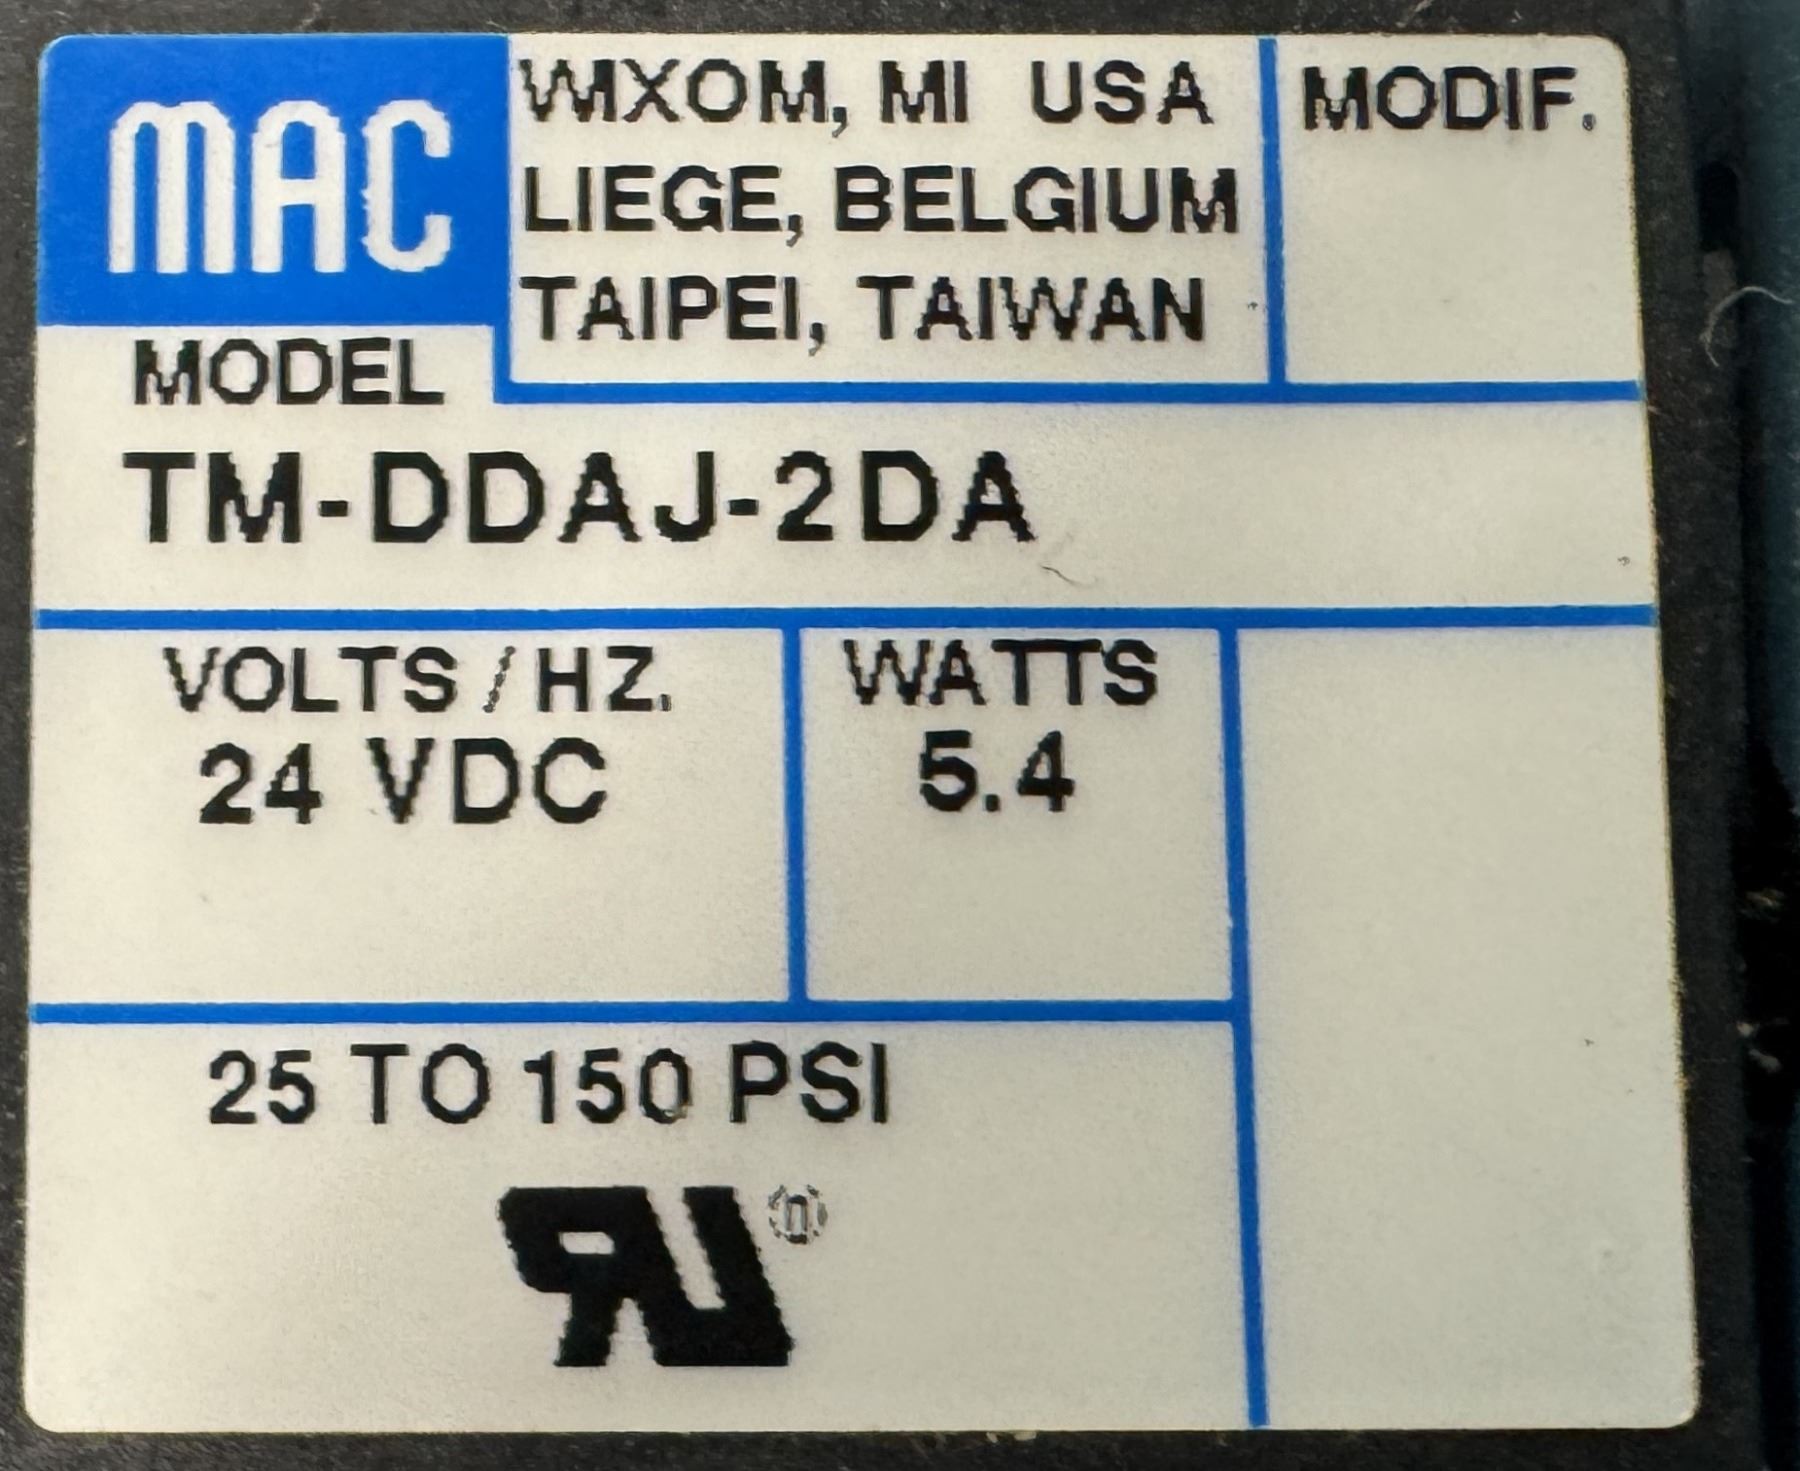 MAC
WIXOM, MI USA
LIEGE, BELGIUM
TAIPEI, TAIWAN
MODIF.
MODEL
TM-DDAJ-2DA
VOLTS/HZ.
24 VDC
WATTS
5.4
25 TO 150 PSI